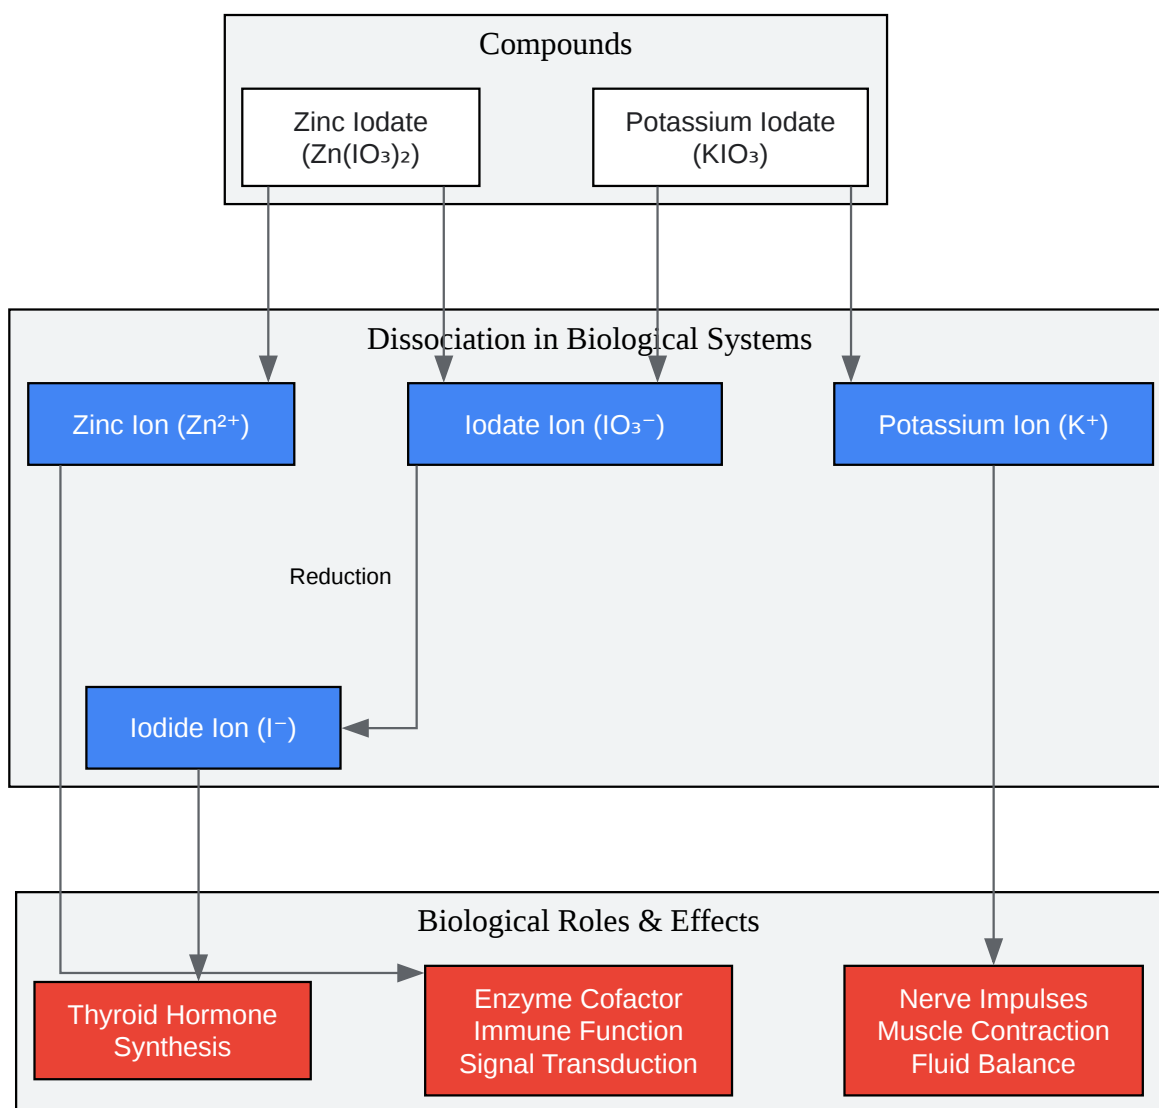 Compounds
Zinc Iodate
(Zn(IO₃)₂)
Potassium Iodate
(KIO₃)
Dissociation in Biological Systems
Zinc Ion (Zn²⁺)
Iodate Ion (IO₃⁻)
Potassium Ion (K⁺)
Reduction
Iodide Ion (I⁻)
Biological Roles & Effects
Thyroid Hormone
Synthesis
Enzyme Cofactor
Immune Function
Signal Transduction
Nerve Impulses
Muscle Contraction
Fluid Balance